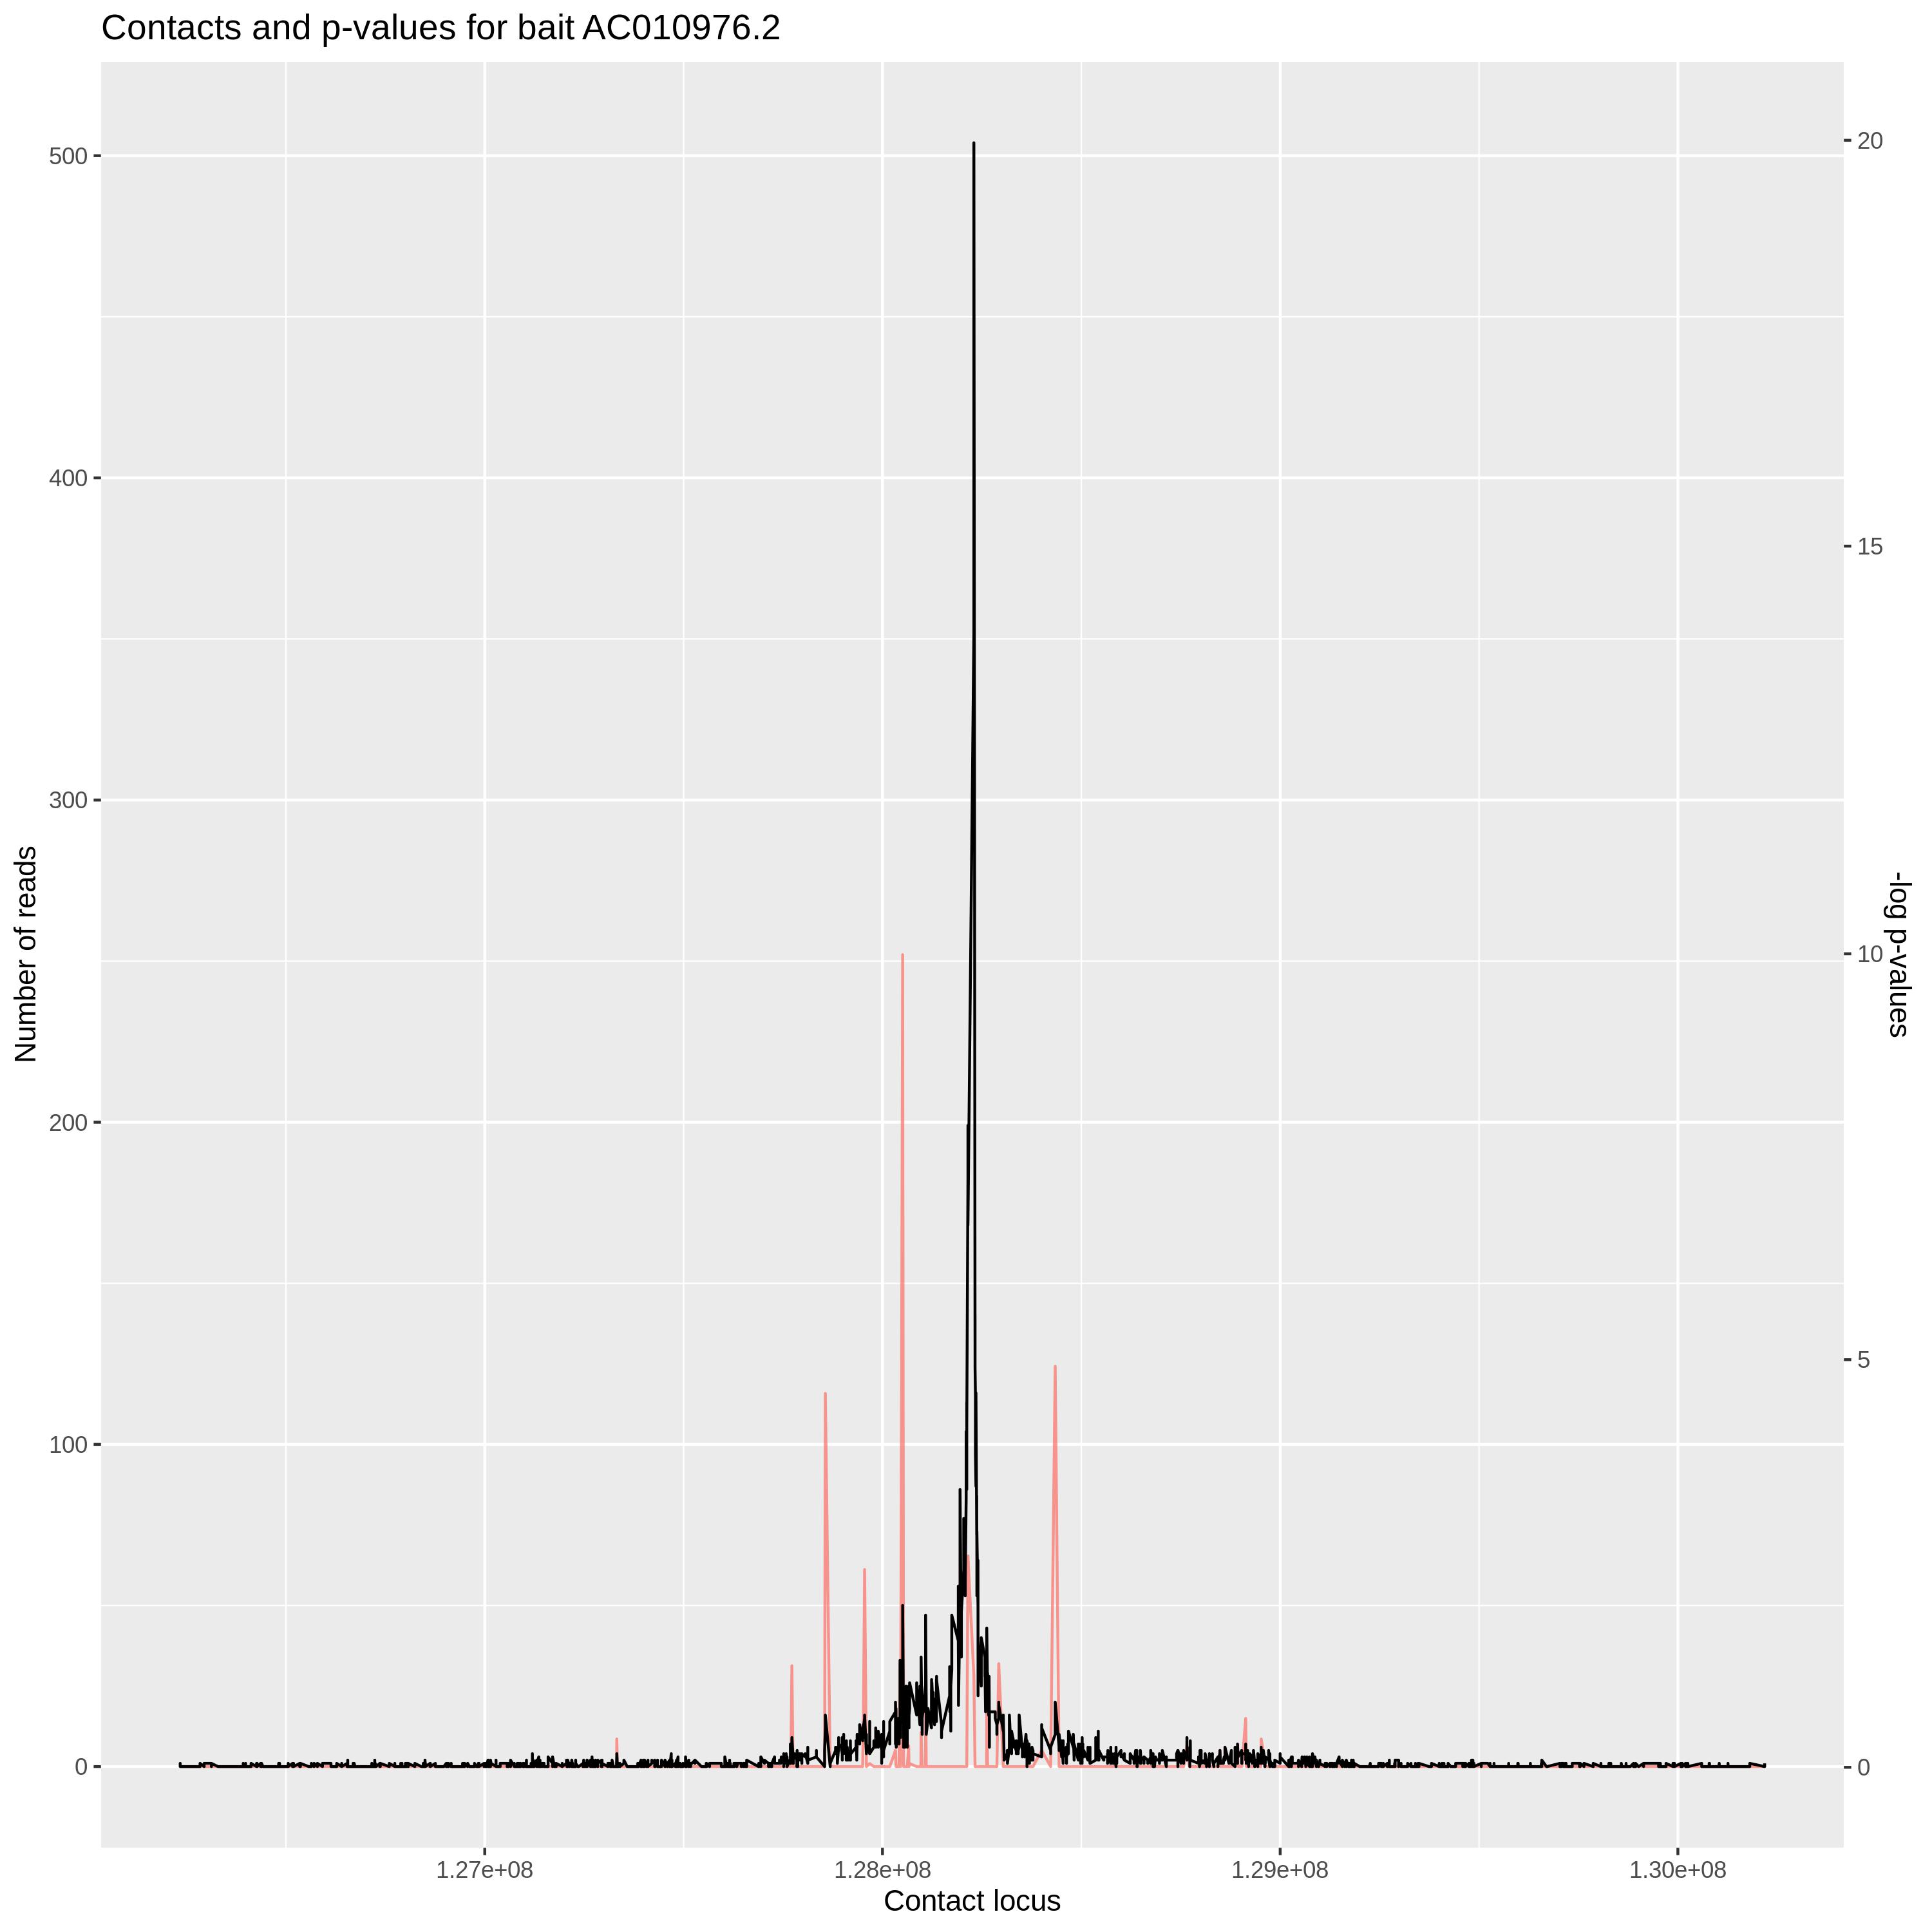 Contacts and p-values for bait AC010976.2
500
400
300
200
100
0
Number of reads
20
15
10
5
0
-log p-values
1.27e+08
1.28e+08
1.29e+08
1.30e+08
Contact locus